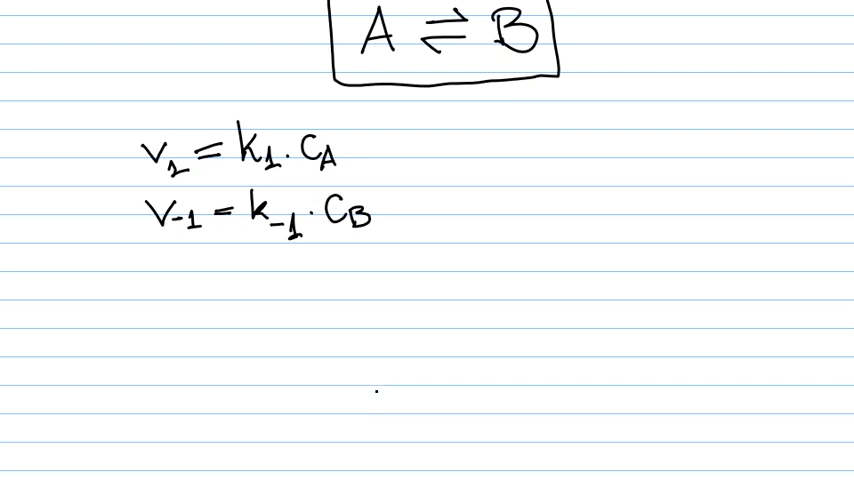 A ⇌ B
v₁ = k₁ · c_A
v₋₁ = k₋₁ · c_B